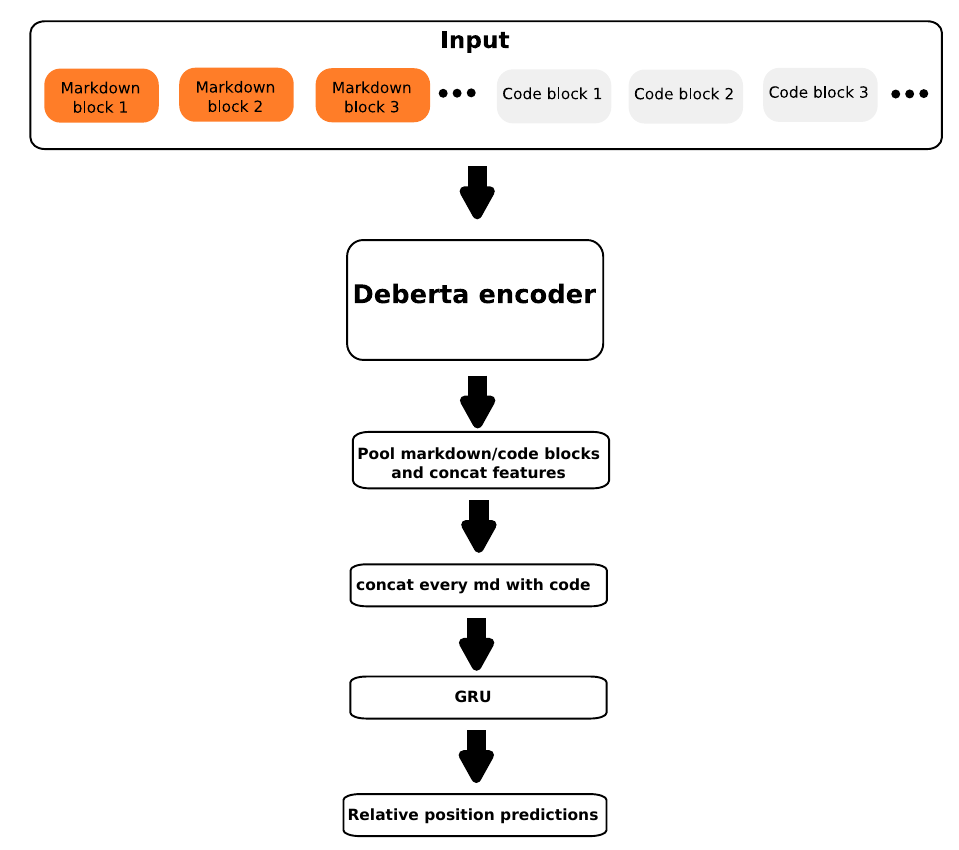 Input
Markdown
block 1
Markdown
block 2
Markdown
block 3
•••
Code block 1
Code block 2
Code block 3
•••
Deberta encoder
Pool markdown/code blocks
and concat features
concat every md with code
GRU
Relative position predictions